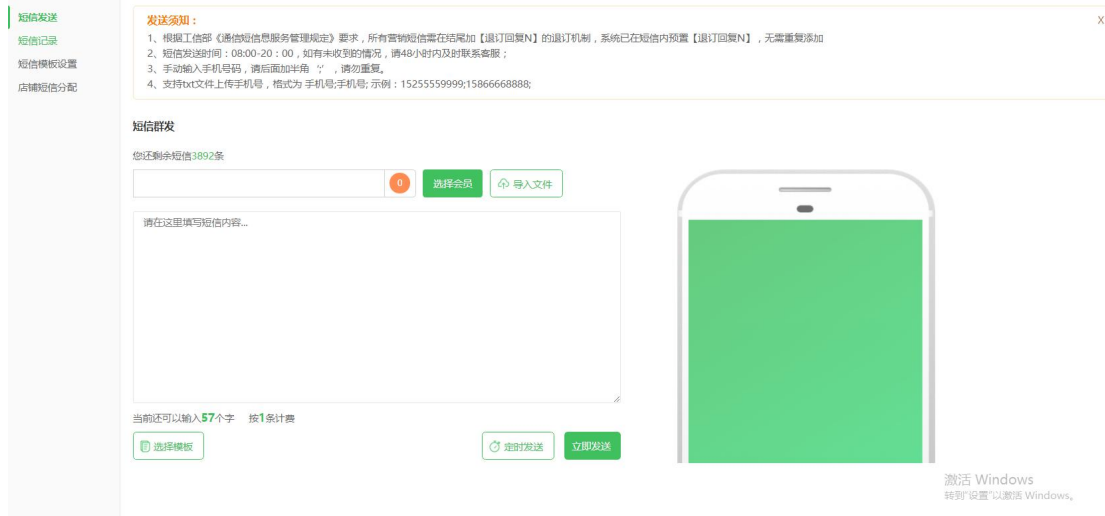 短信发送
短信记录
短信模板设置
店铺短信分配
发送须知：
X
1、根据工信部《通信短信息服务管理规定》要求，所有营销短信需在结尾加【退订回复N】的退订机制，系统已在短信内预置【退订回复N】，无需重复添加
2、短信发送时间：08:00-20：00，如有未收到的情况，请48小时内及时联系客服；
3、手动输入手机号码，请后面加半角 ';' ，请勿重复。
4、支持txt文件上传手机号，格式为 手机号;手机号; 示例：15255559999;15866668888;
短信群发
您还剩余短信3892条
0 选择会员 导入文件
请在这里填写短信内容...
当前还可以输入57个字 按1条计费
选择模板 定时发送 立即发送
激活 Windows
转到"设置"以激活 Windows。